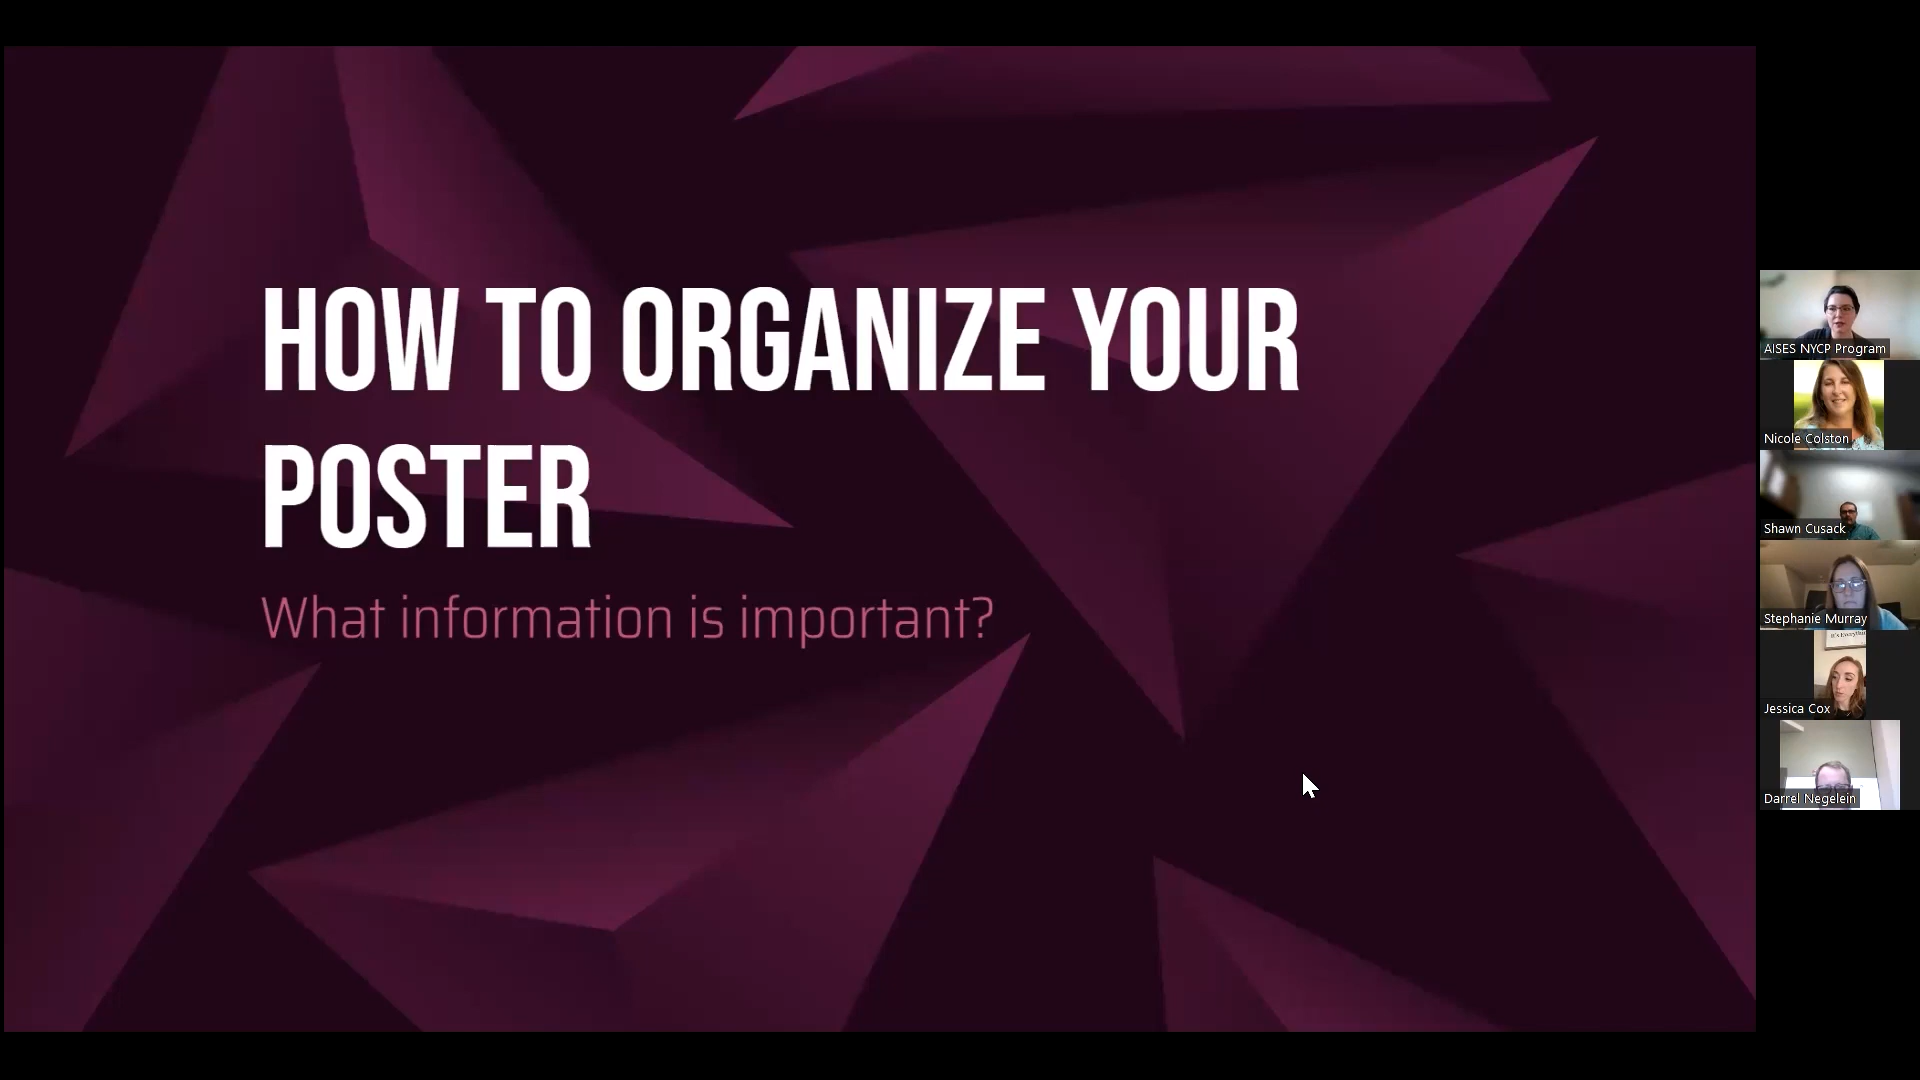 HOW TO ORGANIZE YOUR
POSTER
What information is important?
AISES NYCP Program
Nicole Colston
Shawn Cusack
Stephanie Murray
Jessica Cox
Darrel Negelein